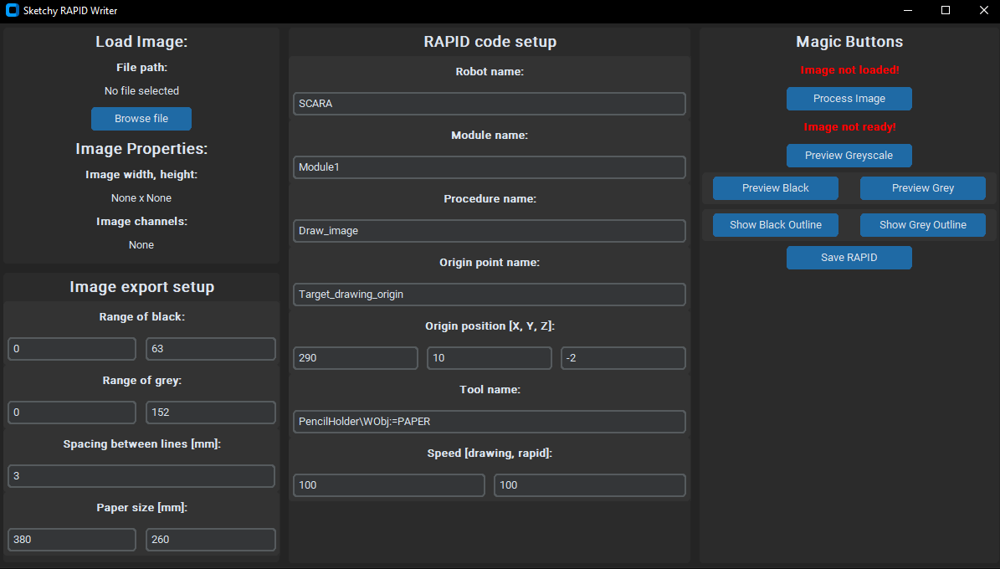 Sketchy RAPID Writer
Load Image:
File path:
No file selected
Browse file
Image Properties:
Image width, height:
None x None
Image channels:
None
Image export setup
Range of black:
0 63
Range of grey:
0 152
Spacing between lines [mm]:
3
Paper size [mm]:
380 260
RAPID code setup
Robot name:
SCARA
Module name:
Module1
Procedure name:
Draw_image
Origin point name:
Target_drawing_origin
Origin position [X, Y, Z]:
290 10 -2
Tool name:
PencilHolder\WObj:=PAPER
Speed [drawing, rapid]:
100 100
Magic Buttons
Image not loaded!
Process Image
Image not ready!
Preview Greyscale
Preview Black Preview Grey
Show Black Outline Show Grey Outline
Save RAPID